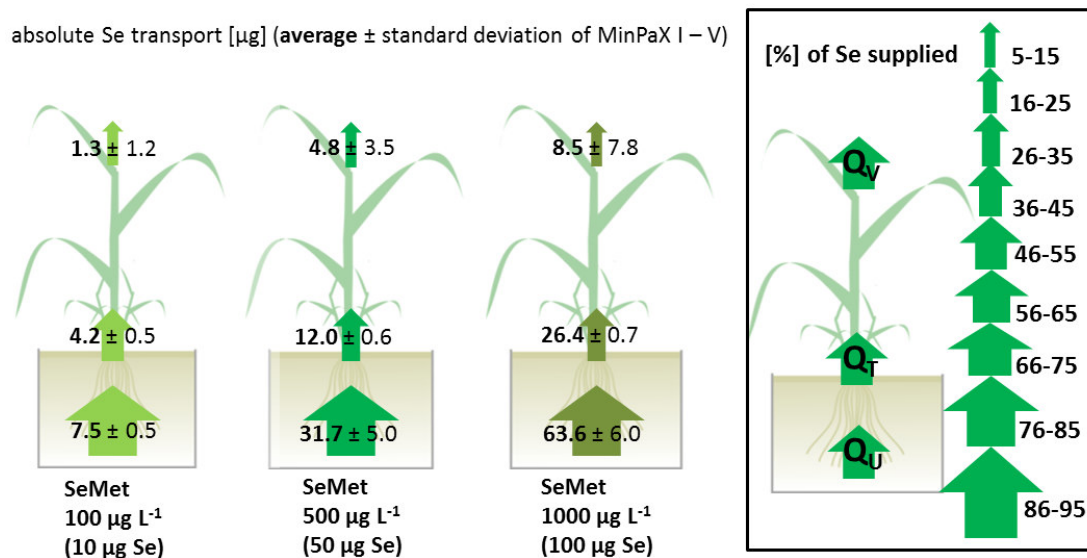 absolute Se transport [µg] (average ± standard deviation of MinPaX I – V)
1.3 ± 1.2
4.2 ± 0.5
7.5 ± 0.5
SeMet
100 µg L⁻¹
(10 µg Se)
4.8 ± 3.5
12.0 ± 0.6
31.7 ± 5.0
SeMet
500 µg L⁻¹
(50 µg Se)
8.5 ± 7.8
26.4 ± 0.7
63.6 ± 6.0
SeMet
1000 µg L⁻¹
(100 µg Se)
[%] of Se supplied
Q_V
Q_T
Q_U
5-15
16-25
26-35
36-45
46-55
56-65
66-75
76-85
86-95